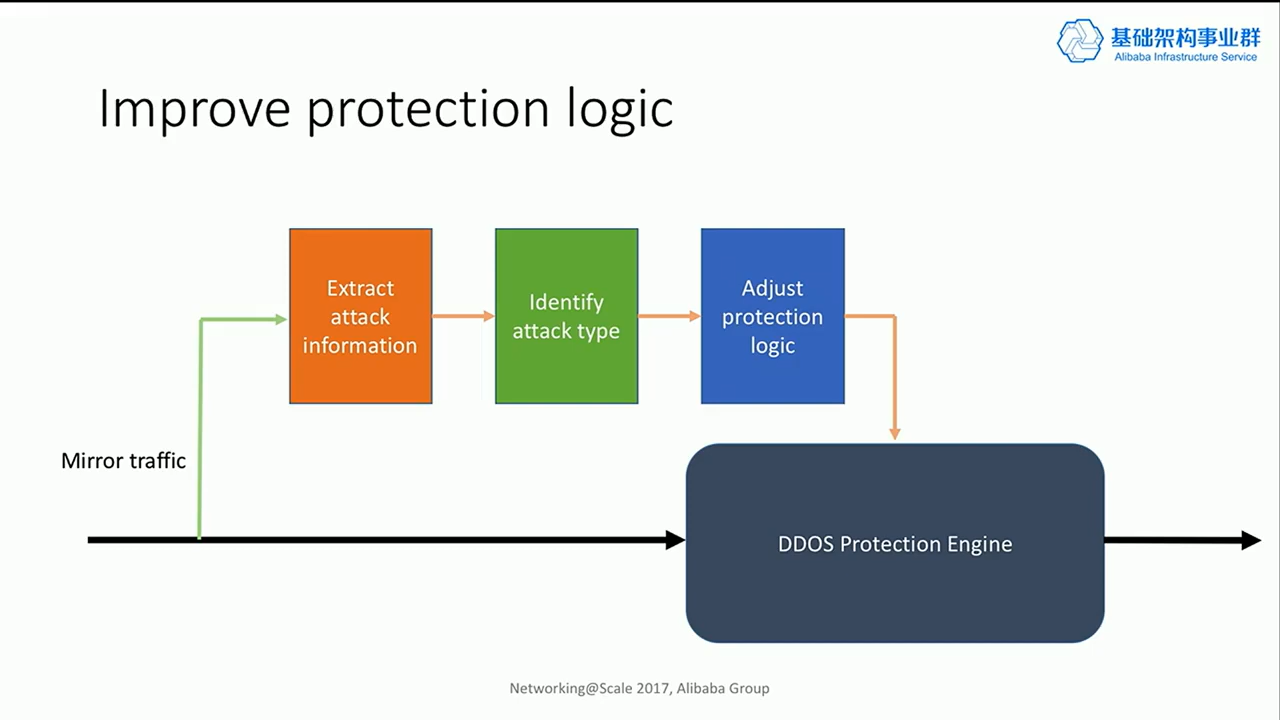 基础架构事业群
Alibaba Infrastructure Service
Improve protection logic
Extract
attack
information
Identify
attack type
Adjust
protection
logic
Mirror traffic
DDOS Protection Engine
Networking@Scale 2017, Alibaba Group